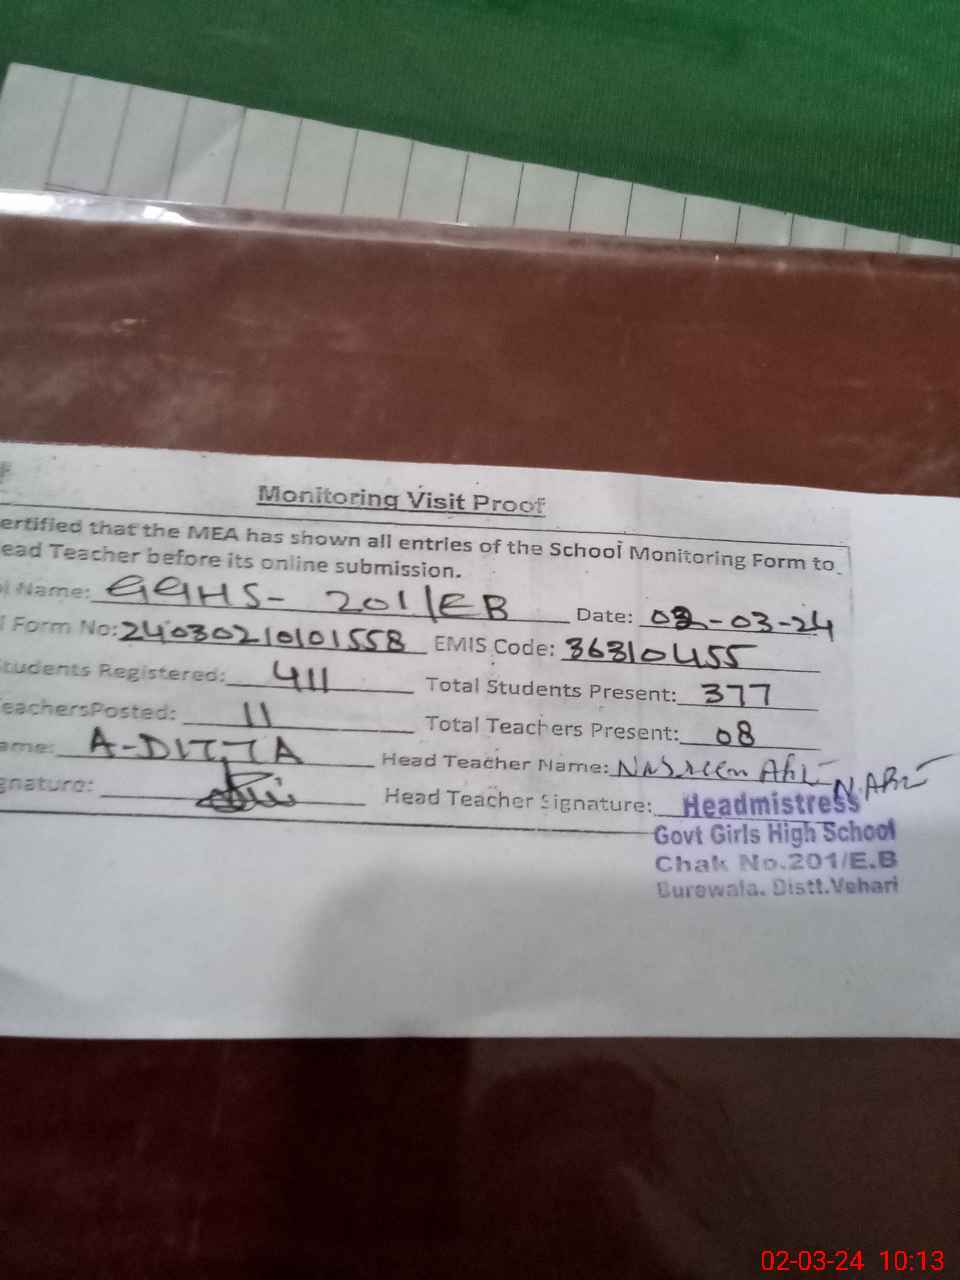 Monitoring Visit Proof
ertified that the MEA has shown all entries of the School Monitoring Form to
ead Teacher before its online submission.
ol Name: GGHS- 201/EB Date: 02-03-24
l Form No: 24030210101558 EMIS Code: 36310455
tudents Registered: 411 Total Students Present: 377
eachersPosted: 11 Total Teachers Present: 08
ame: A-DITTA Head Teacher Name: Nasreen
gnature: Head Teacher Signature:
Headmistress
Govt Girls High School
Chak No.201/E.B
Burewala. Distt.Vehari
02-03-24 10:13